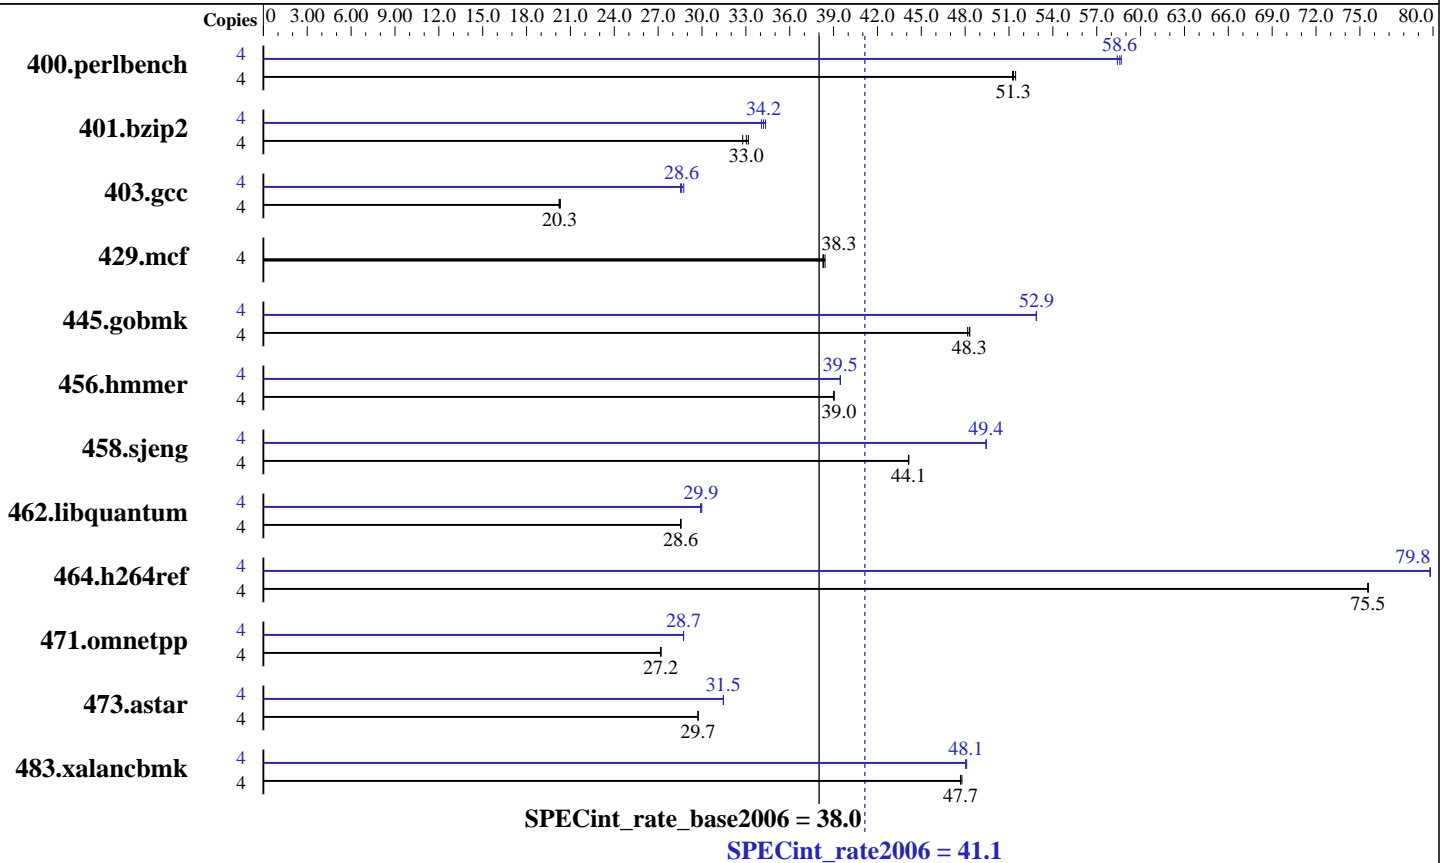 Copies 0 3.00 6.00 9.00 12.0 15.0 18.0 21.0 24.0 27.0 30.0 33.0 36.0 39.0 42.0 45.0 48.0 51.0 54.0 57.0 60.0 63.0 66.0 69.0 72.0 75.0 80.0
400.perlbench
4 58.6
4 51.3
401.bzip2
4 34.2
4 33.0
403.gcc
4 28.6
4 20.3
429.mcf
4 38.3
445.gobmk
4 52.9
4 48.3
456.hmmer
4 39.5
4 39.0
458.sjeng
4 49.4
4 44.1
462.libquantum
4 29.9
4 28.6
464.h264ref
4 79.8
4 75.5
471.omnetpp
4 28.7
4 27.2
473.astar
4 31.5
4 29.7
483.xalancbmk
4 48.1
4 47.7
SPECint_rate_base2006 = 38.0
SPECint_rate2006 = 41.1